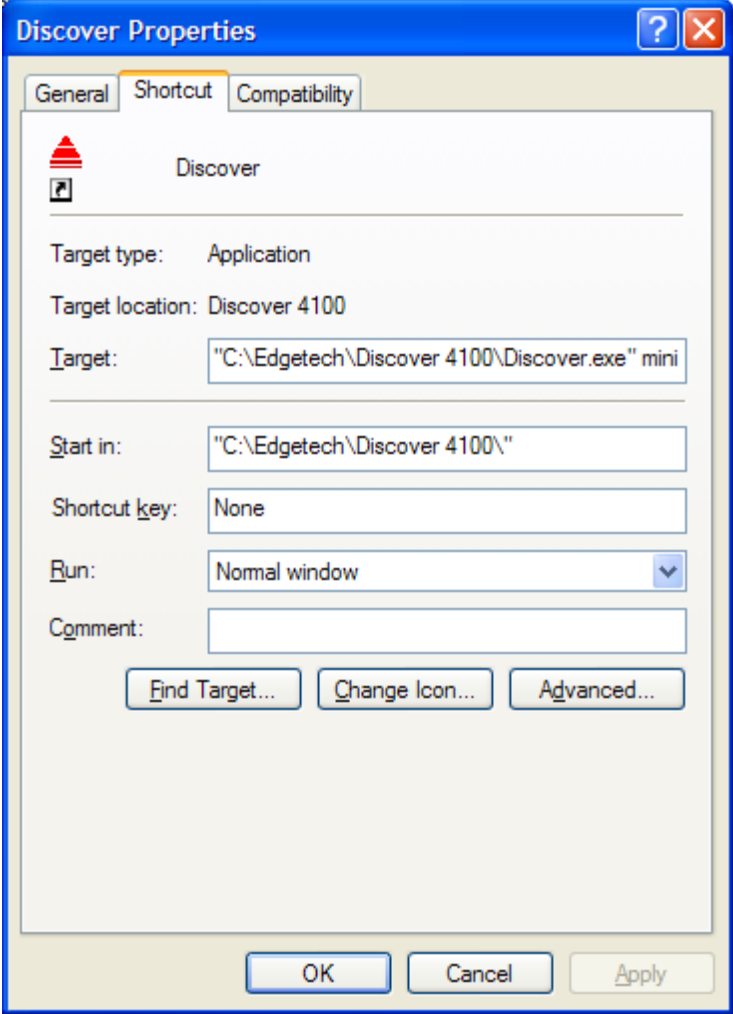 Discover Properties
General Shortcut Compatibility
Discover
Target type: Application
Target location: Discover 4100
Target: "C:\Edgetech\Discover 4100\Discover.exe" mini
Start in: "C:\Edgetech\Discover 4100\"
Shortcut key: None
Run: Normal window
Comment:
Find Target... Change Icon... Advanced...
OK Cancel Apply